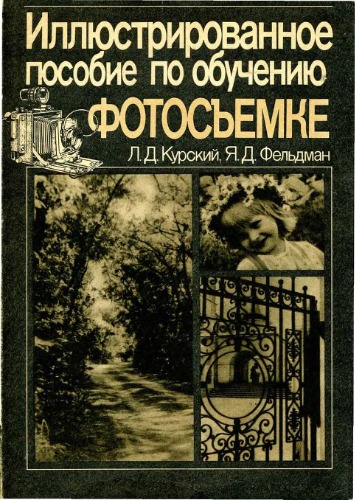 Иллюстрированное
пособие по обучению
ФОТОСЪЕМКЕ
Л. Д. Курский, Я. Д. Фельдман